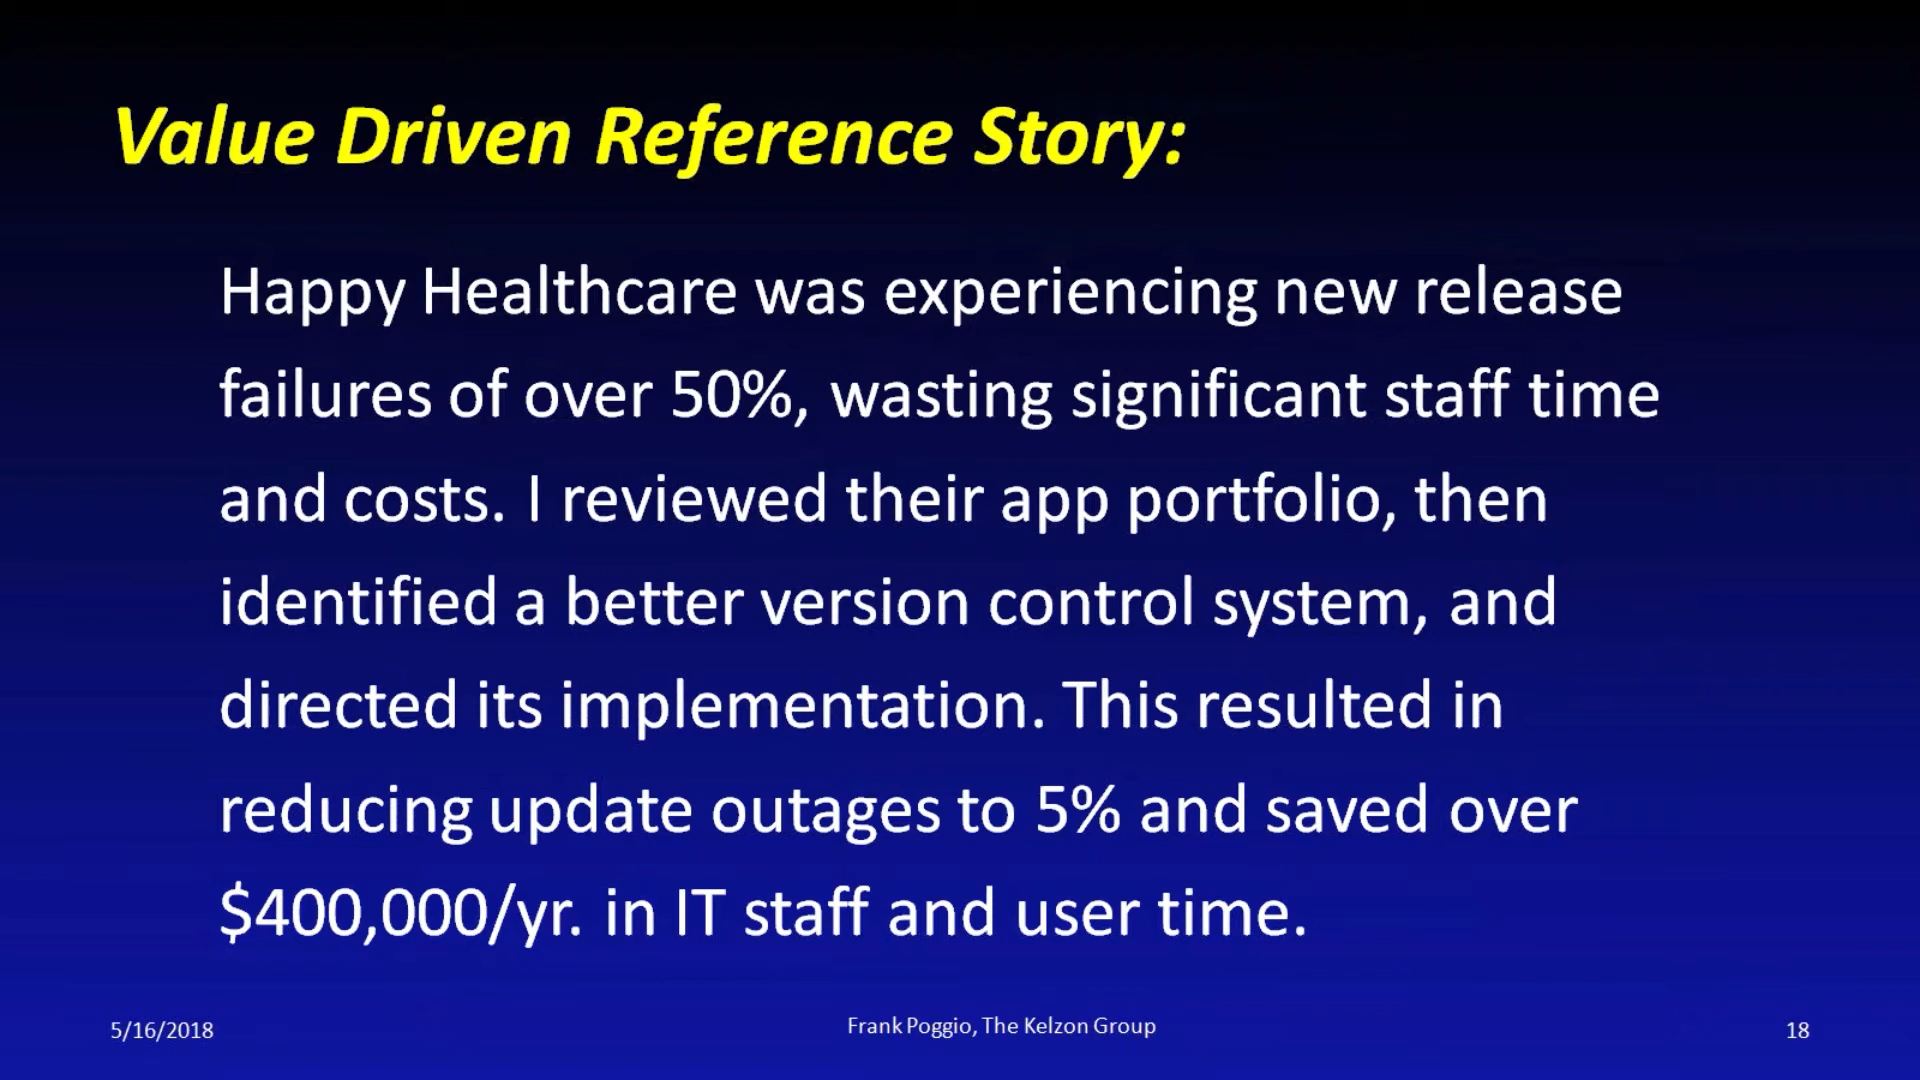 Value Driven Reference Story:
Happy Healthcare was experiencing new release
failures of over 50%, wasting significant staff time
and costs. I reviewed their app portfolio, then
identified a better version control system, and
directed its implementation. This resulted in
reducing update outages to 5% and saved over
$400,000/yr. in IT staff and user time.
5/16/2018
Frank Poggio, The Kelzon Group
18